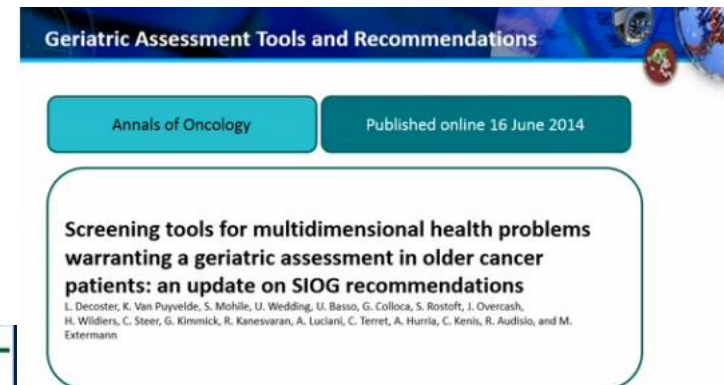 Geriatric Assessment Tools and Recommendations
Annals of Oncology
Published online 16 June 2014
Screening tools for multidimensional health problems
warranting a geriatric assessment in older cancer
patients: an update on SIOG recommendations
L. Decoster, K. Van Puyvelde, S. Mohile, U. Wedding, U. Basso, G. Colloca, S. Rostoft, J. Overcash,
H. Wildiers, C. Steer, G. Kimmick, R. Kanesvaran, A. Luciani, C. Terret, A. Hurria, C. Kenis, R. Audisio, and M.
Extermann